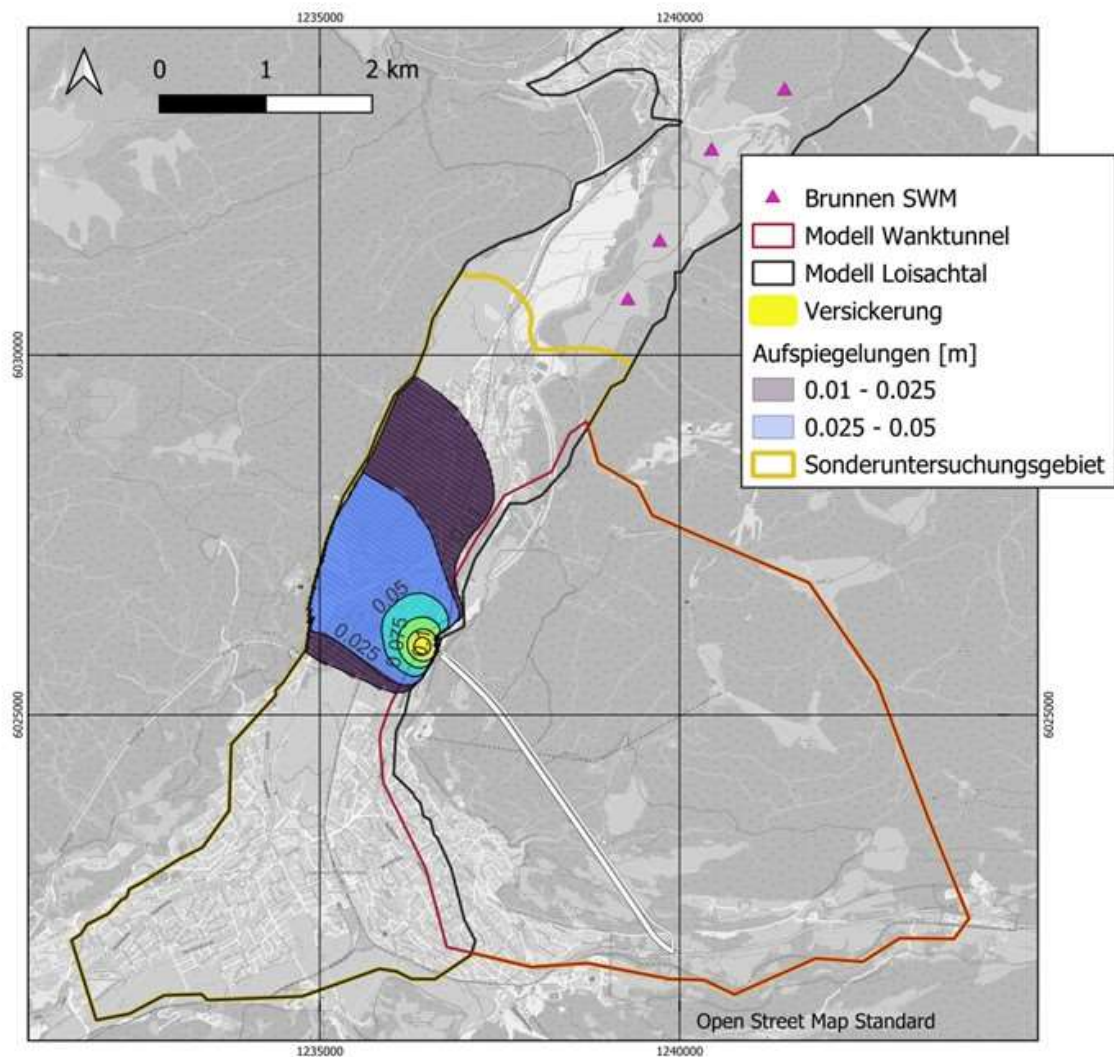 1235000
1240000
0 1 2 km
Brunnen SWM
Modell Wanktunnel
Modell Loisachtal
Versickerung
Aufspiegelungen [m]
0.01 - 0.025
0.025 - 0.05
Sonderuntersuchungsgebiet
6030000
0.05
0.075
0.025
6025000
6025000
Open Street Map Standard
1235000
1240000